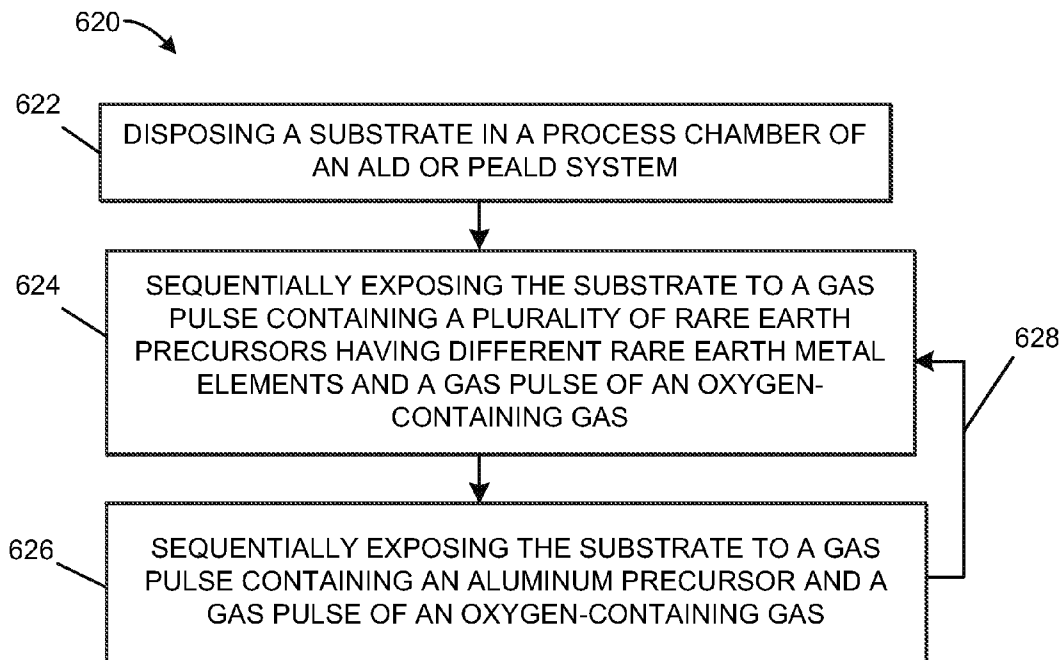 620
622
DISPOSING A SUBSTRATE IN A PROCESS CHAMBER OF
AN ALD OR PEALD SYSTEM
624
SEQUENTIALLY EXPOSING THE SUBSTRATE TO A GAS
PULSE CONTAINING A PLURALITY OF RARE EARTH
PRECURSORS HAVING DIFFERENT RARE EARTH METAL
ELEMENTS AND A GAS PULSE OF AN OXYGEN-
CONTAINING GAS
628
626
SEQUENTIALLY EXPOSING THE SUBSTRATE TO A GAS
PULSE CONTAINING AN ALUMINUM PRECURSOR AND A
GAS PULSE OF AN OXYGEN-CONTAINING GAS